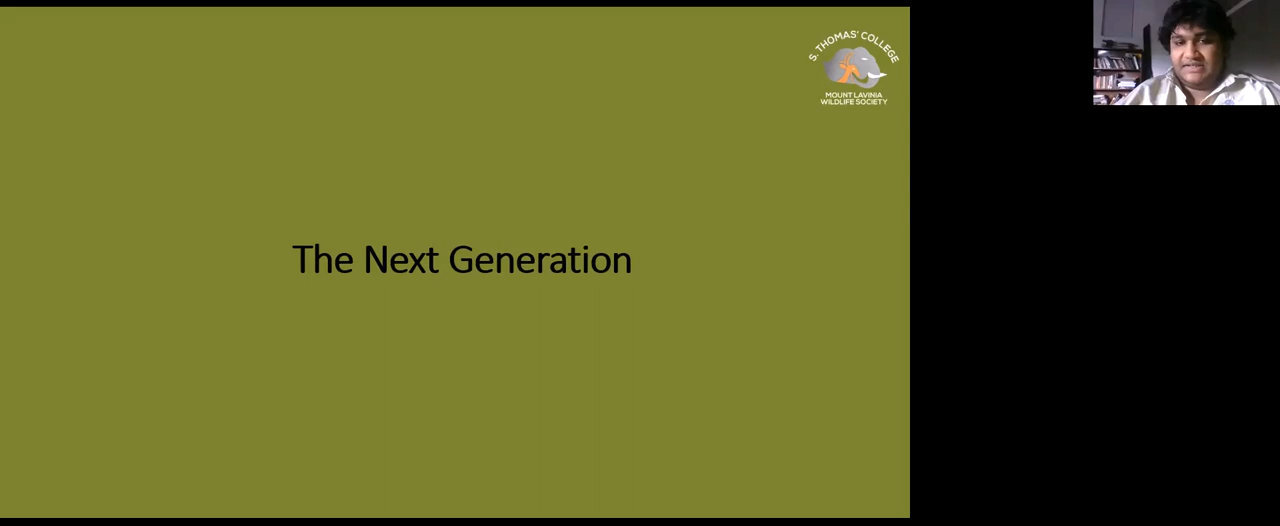 S. THOMAS' COLLEGE
MOUNT LAVINIA
WILDLIFE SOCIETY
The Next Generation